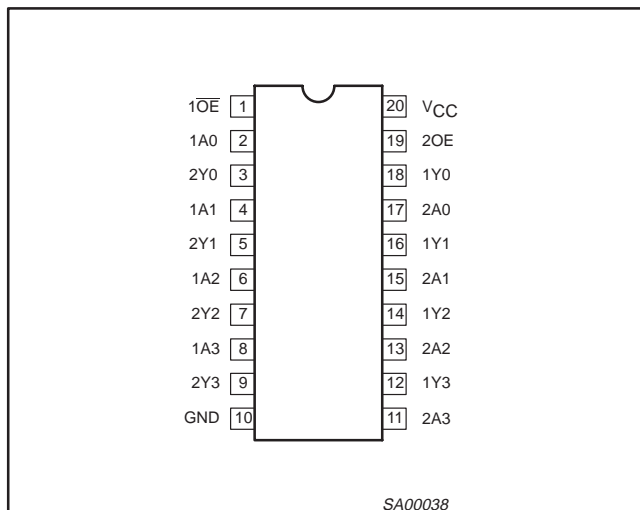 1O̅E̅ 1 20 VCC
1A0 2 19 2OE
2Y0 3 18 1Y0
1A1 4 17 2A0
2Y1 5 16 1Y1
1A2 6 15 2A1
2Y2 7 14 1Y2
1A3 8 13 2A2
2Y3 9 12 1Y3
GND 10 11 2A3
SA00038